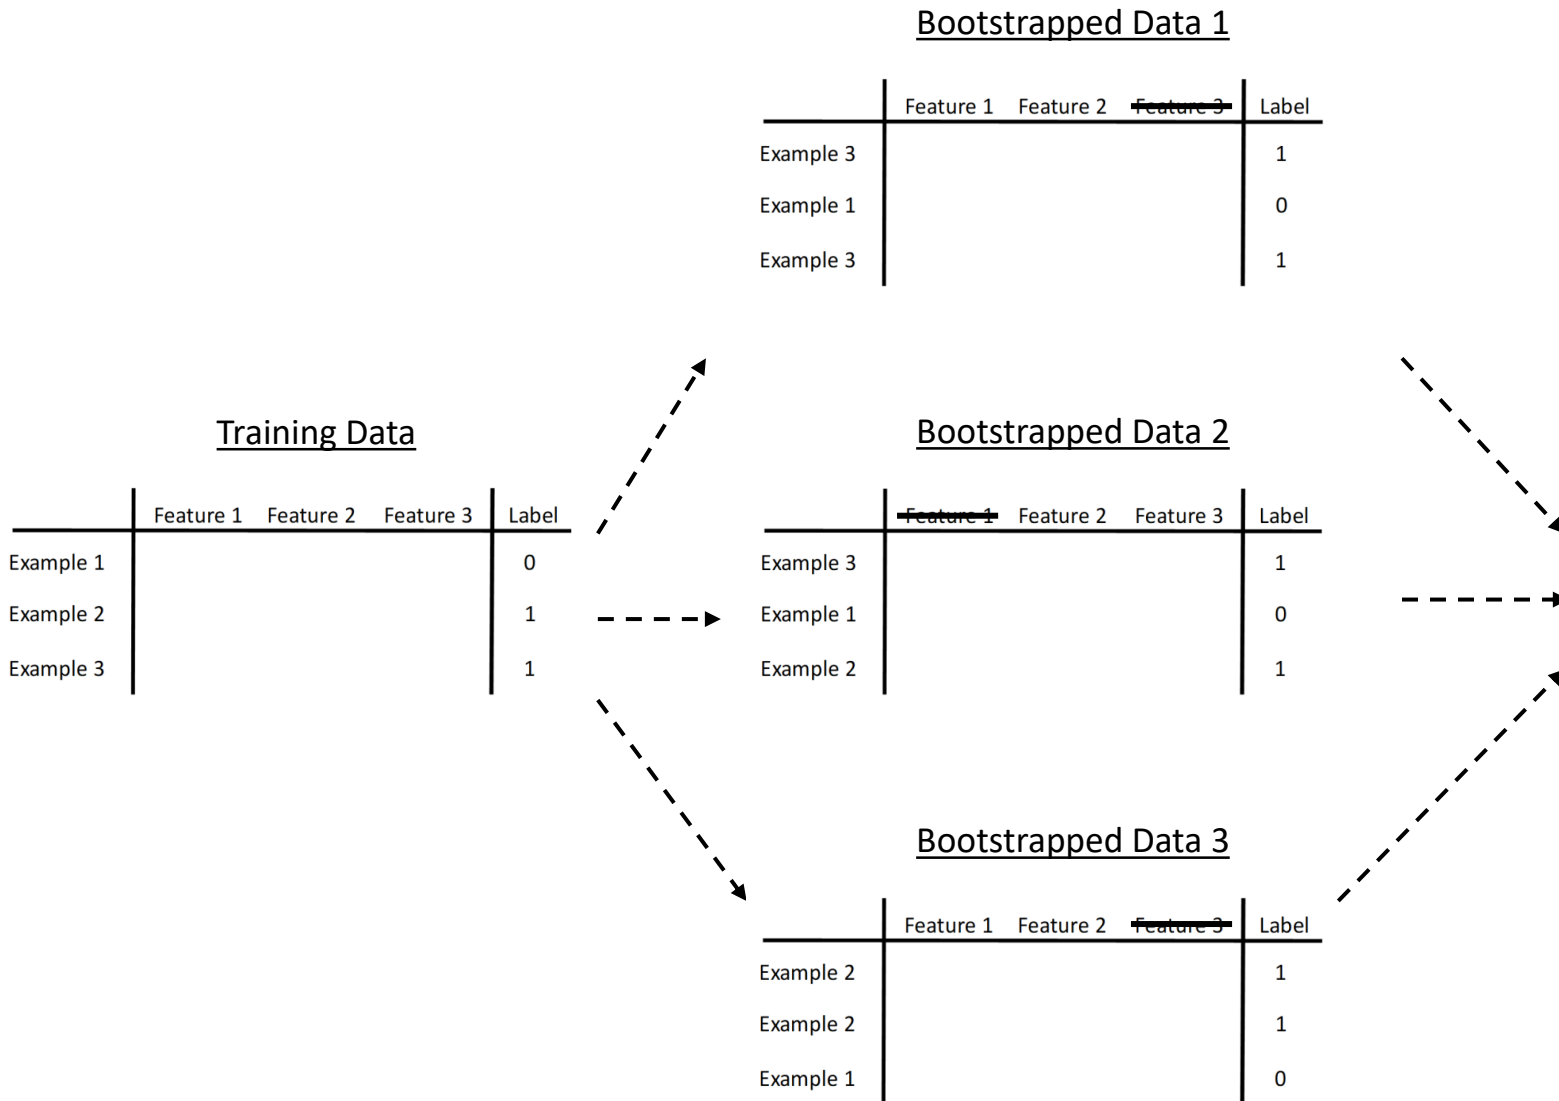 Bootstrapped Data 1
Feature 1 Feature 2 Feature 3 Label
Example 3 1
Example 1 0
Example 3 1
Training Data
Feature 1 Feature 2 Feature 3 Label
Example 1 0
Example 2 1
Example 3 1
Bootstrapped Data 2
Feature 1 Feature 2 Feature 3 Label
Example 3 1
Example 1 0
Example 2 1
Bootstrapped Data 3
Feature 1 Feature 2 Feature 3 Label
Example 2 1
Example 2 1
Example 1 0